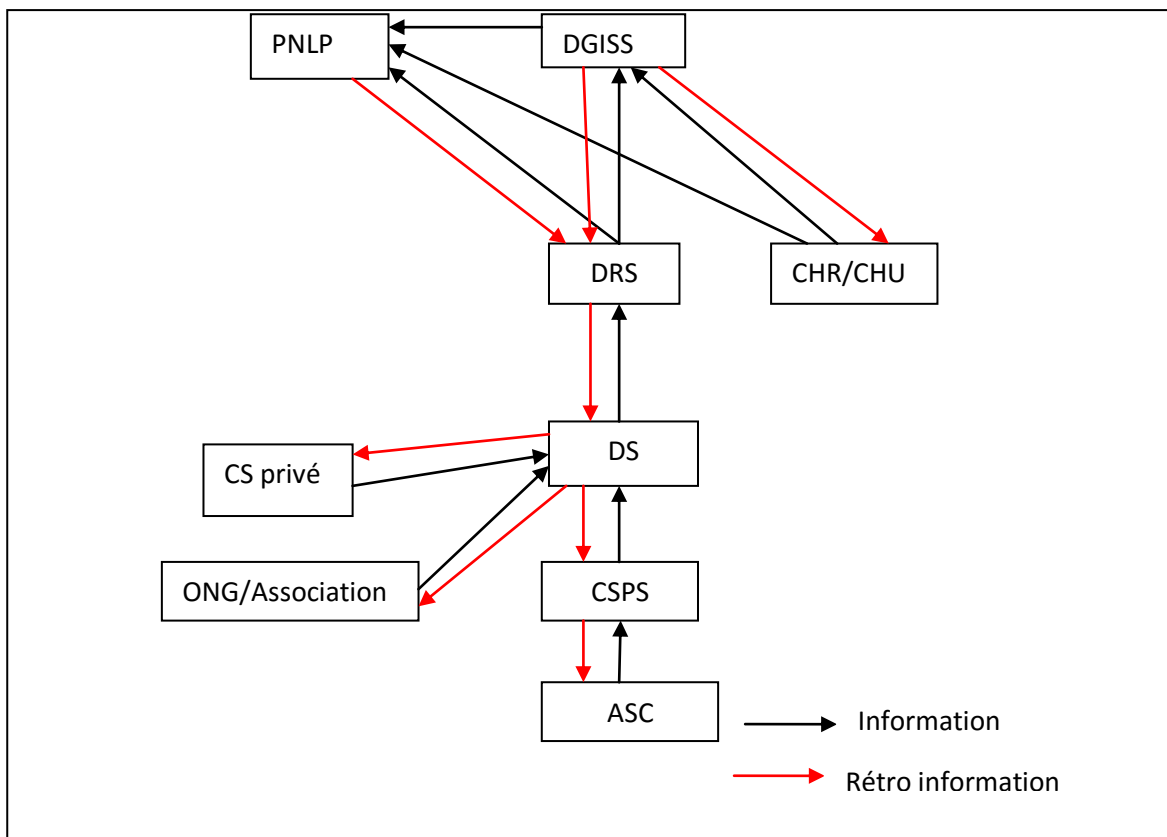 PNLP
DGISS
DRS
CHR/CHU
DS
CS privé
ONG/Association
CSPS
ASC
Information
Rétro information